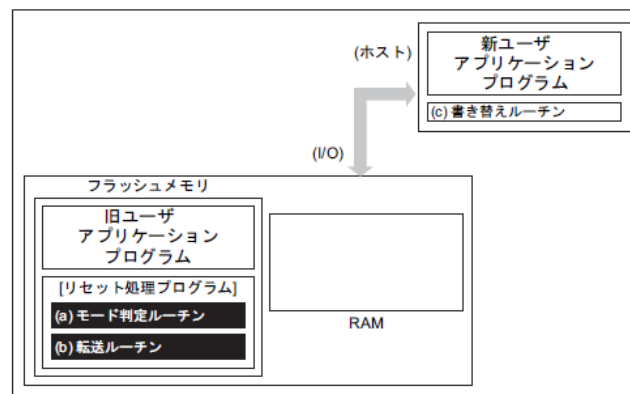 (ホスト)
新ユーザ
アプリケーション
プログラム
(c) 書き替えルーチン
(I/O)
フラッシュメモリ
旧ユーザ
アプリケーション
プログラム
[リセット処理プログラム]
(a) モード判定ルーチン
(b) 転送ルーチン
RAM